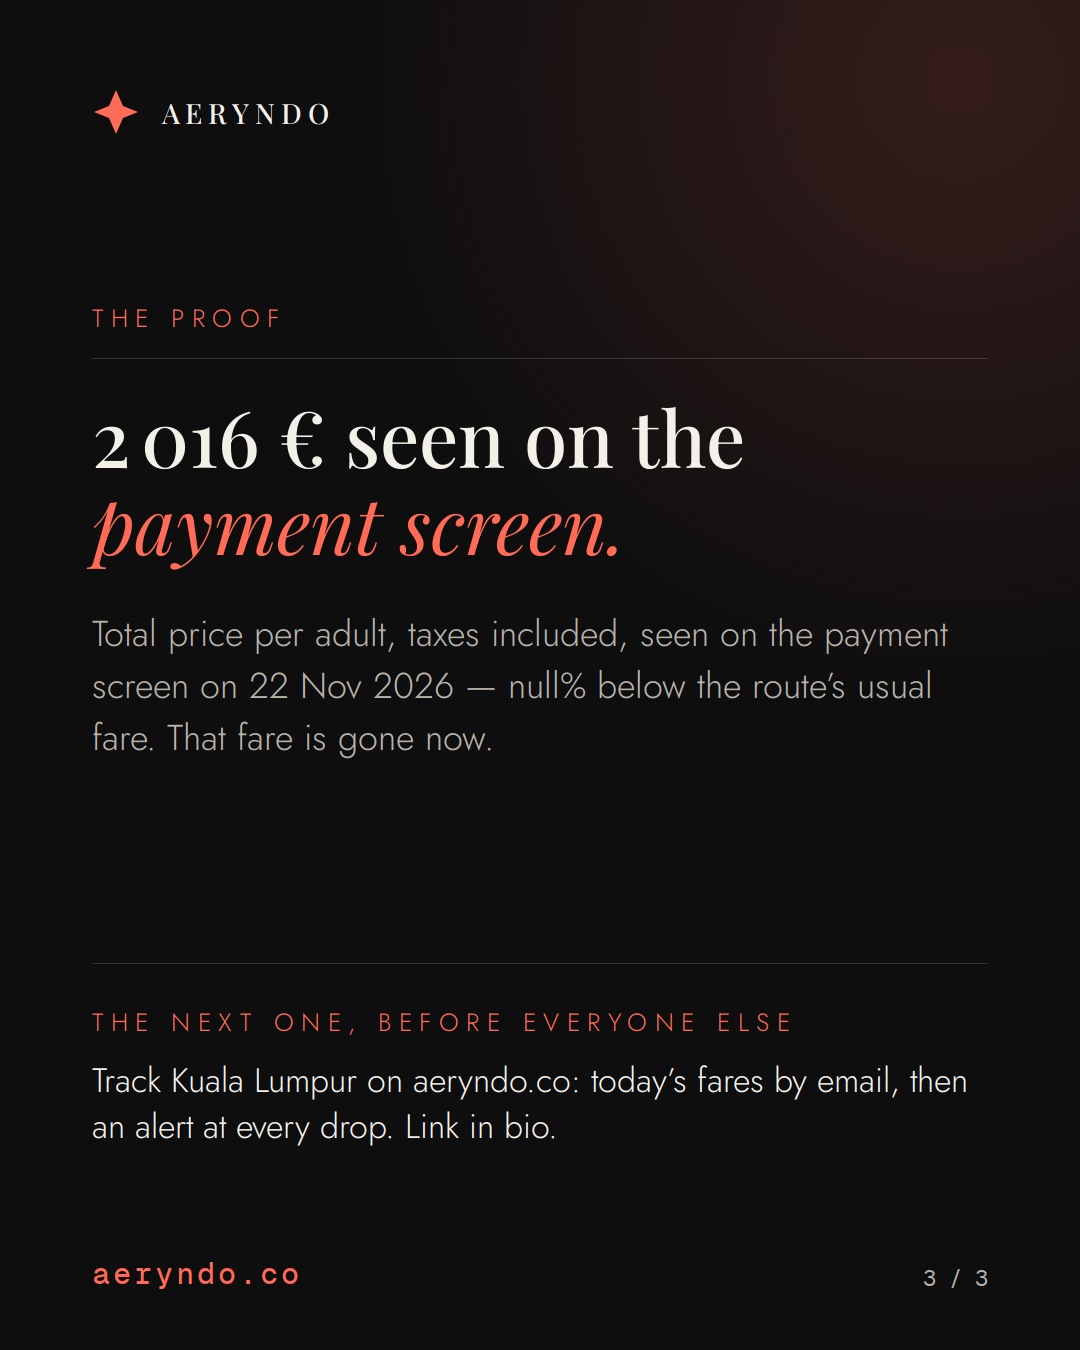 AERYNDO
THE PROOF
2 016 € seen on the
payment screen.
Total price per adult, taxes included, seen on the payment
screen on 22 Nov 2026 — null% below the route’s usual
fare. That fare is gone now.
THE NEXT ONE, BEFORE EVERYONE ELSE
Track Kuala Lumpur on aeryndo.co: today’s fares by email, then
an alert at every drop. Link in bio.
aeryndo.co
3 / 3